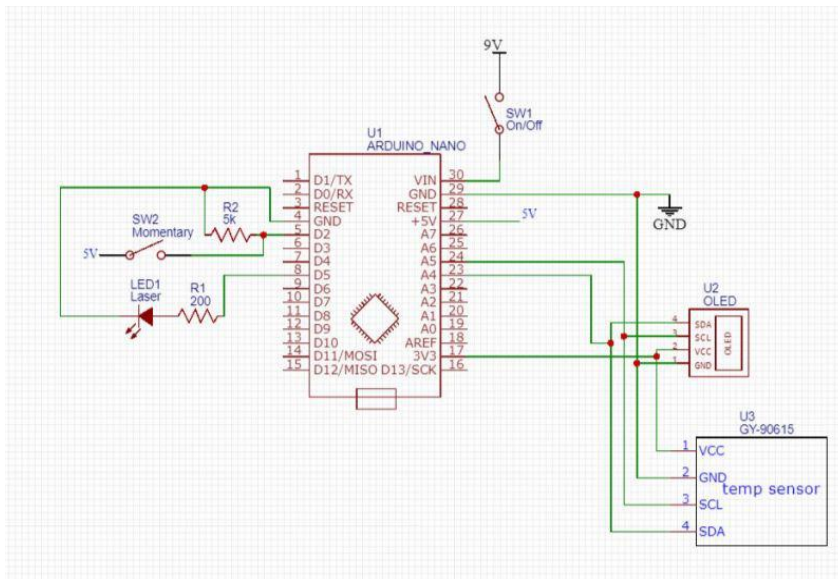 9V
SW1
On/Off
U1
ARDUINO_NANO
1 D1/TX VIN 30
2 D0/RX GND 29
3 RESET RESET 28
4 GND +5V 27 5V
5 D2 A7 26
6 D3 A6 25
7 D4 A5 24
8 D5 A4 23
9 D6 A3 22
10 D7 A2 21
11 D8 A1 20
12 D9 A0 19
13 D10 AREF 18
14 D11/MOSI 3V3 17
15 D12/MISO D13/SCK 16
R2
5k
SW2
Momentary
5V
LED1
Laser
R1
200
GND
U2
OLED
4 SDA
3 SCL
2 VCC
1 GND
OLED
U3
GY-90615
1 VCC
2 GND
temp sensor
3 SCL
4 SDA